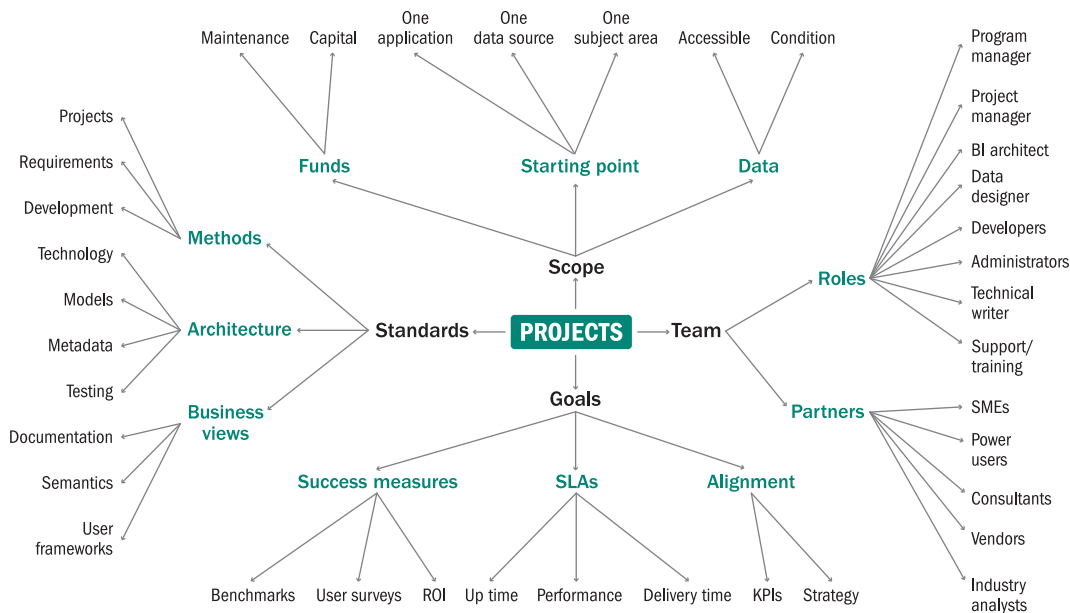 Maintenance
Capital
One
application
One
data source
One
subject area
Accessible
Condition
Funds
Starting point
Data
Scope
Projects
Requirements
Development
Methods
Technology
Models
Metadata
Testing
Architecture
Documentation
Semantics
User
frameworks
Business
views
Standards
PROJECTS
Team
Roles
Program
manager
Project
manager
BI architect
Data
designer
Developers
Administrators
Technical
writer
Support/
training
Partners
SMEs
Power
users
Consultants
Vendors
Industry
analysts
Goals
Success measures
SLAs
Alignment
Benchmarks
User surveys
ROI
Up time
Performance
Delivery time
KPIs
Strategy